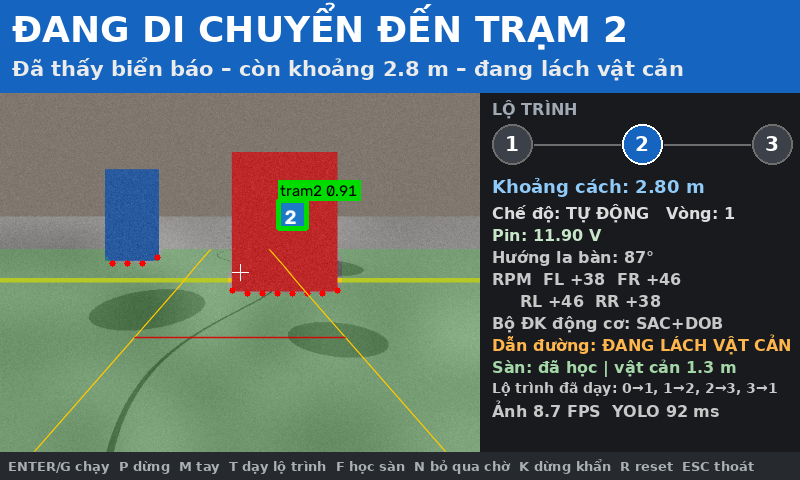 ĐANG DI CHUYỂN ĐẾN TRẠM 2
Đã thấy biển báo – còn khoảng 2.8 m – đang lách vật cản
tram2 0.91
2
LỘ TRÌNH
1 2 3
Khoảng cách: 2.80 m
Chế độ: TỰ ĐỘNG Vòng: 1
Pin: 11.90 V
Hướng la bàn: 87°
RPM FL +38 FR +46
RL +46 RR +38
Bộ ĐK động cơ: SAC+DOB
Dẫn đường: ĐANG LÁCH VẬT CẢN
Sàn: đã học | vật cản 1.3 m
Lộ trình đã dạy: 0→1, 1→2, 2→3, 3→1
Ảnh 8.7 FPS YOLO 92 ms
ENTER/G chạy P dừng M tay T dạy lộ trình F học sàn N bỏ qua chờ K dừng khẩn R reset ESC thoát